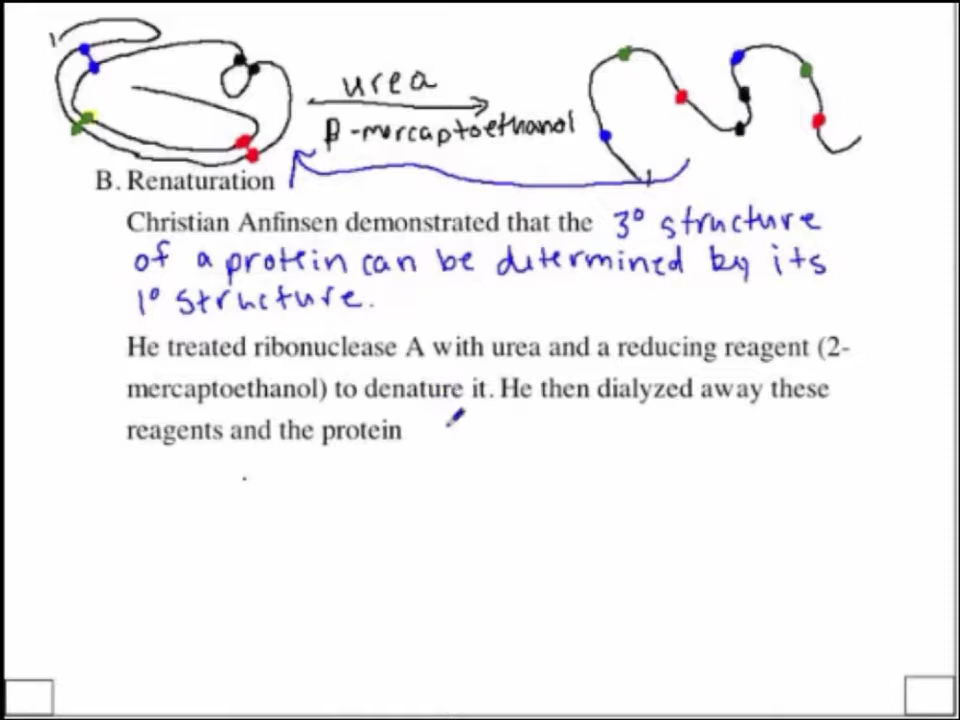 urea
β-mercaptoethanol
B. Renaturation
Christian Anfinsen demonstrated that the 3° structure
of a protein can be determined by its
1° structure.
He treated ribonuclease A with urea and a reducing reagent (2-
mercaptoethanol) to denature it. He then dialyzed away these
reagents and the protein